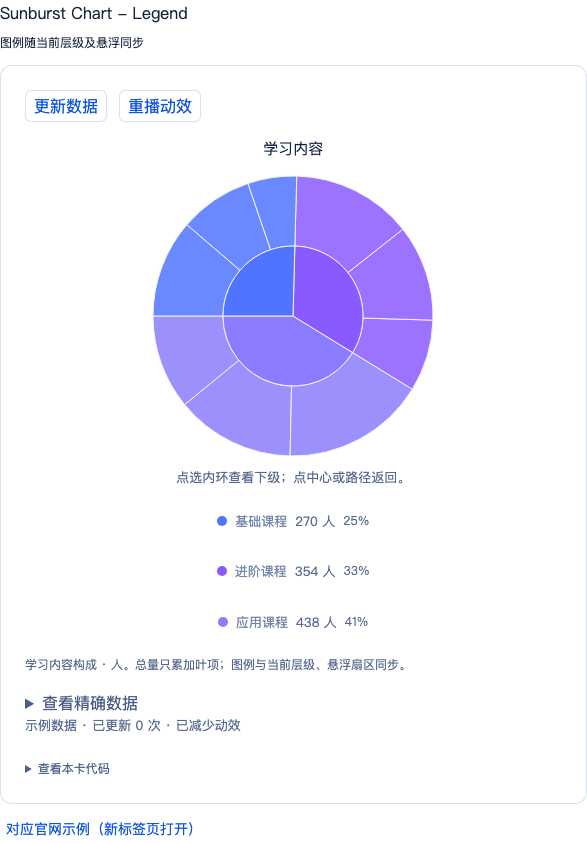 Sunburst Chart – Legend
图例随当前层级及悬浮同步
更新数据 重播动效
学习内容
点选内环查看下级；点中心或路径返回。
基础课程 270 人 25%
进阶课程 354 人 33%
应用课程 438 人 41%
学习内容构成 · 人。总量只累加叶项；图例与当前层级、悬浮扇区同步。
查看精确数据
示例数据 · 已更新 0 次 · 已减少动效
查看本卡代码
对应官网示例（新标签页打开）